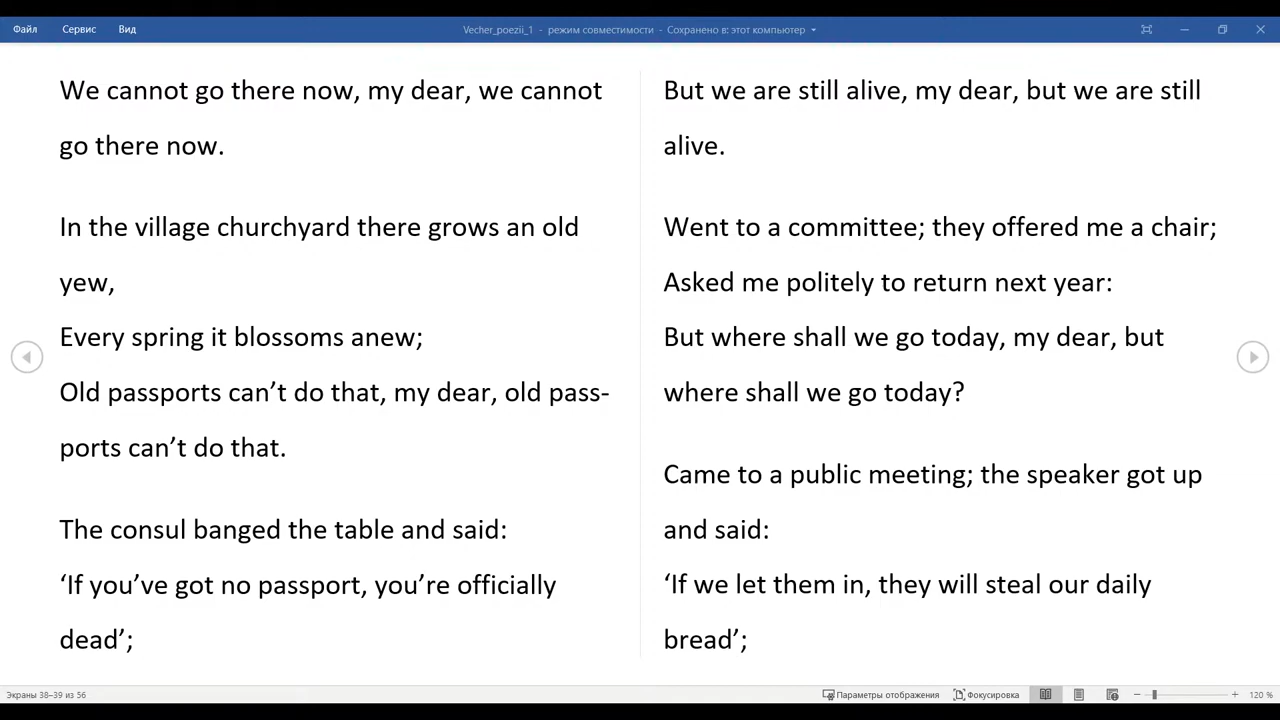 Файл Сервис Вид Vecher_poezii_1 - режим совместимости - Сохранено в: этот компьютер
We cannot go there now, my dear, we cannot
go there now.
In the village churchyard there grows an old
yew,
Every spring it blossoms anew;
Old passports can’t do that, my dear, old pass-
ports can’t do that.
The consul banged the table and said:
‘If you’ve got no passport, you’re officially
dead’;
But we are still alive, my dear, but we are still
alive.
Went to a committee; they offered me a chair;
Asked me politely to return next year:
But where shall we go today, my dear, but
where shall we go today?
Came to a public meeting; the speaker got up
and said:
‘If we let them in, they will steal our daily
bread’;
Экраны 38–39 из 56 Параметры отображения Фокусировка 120 %